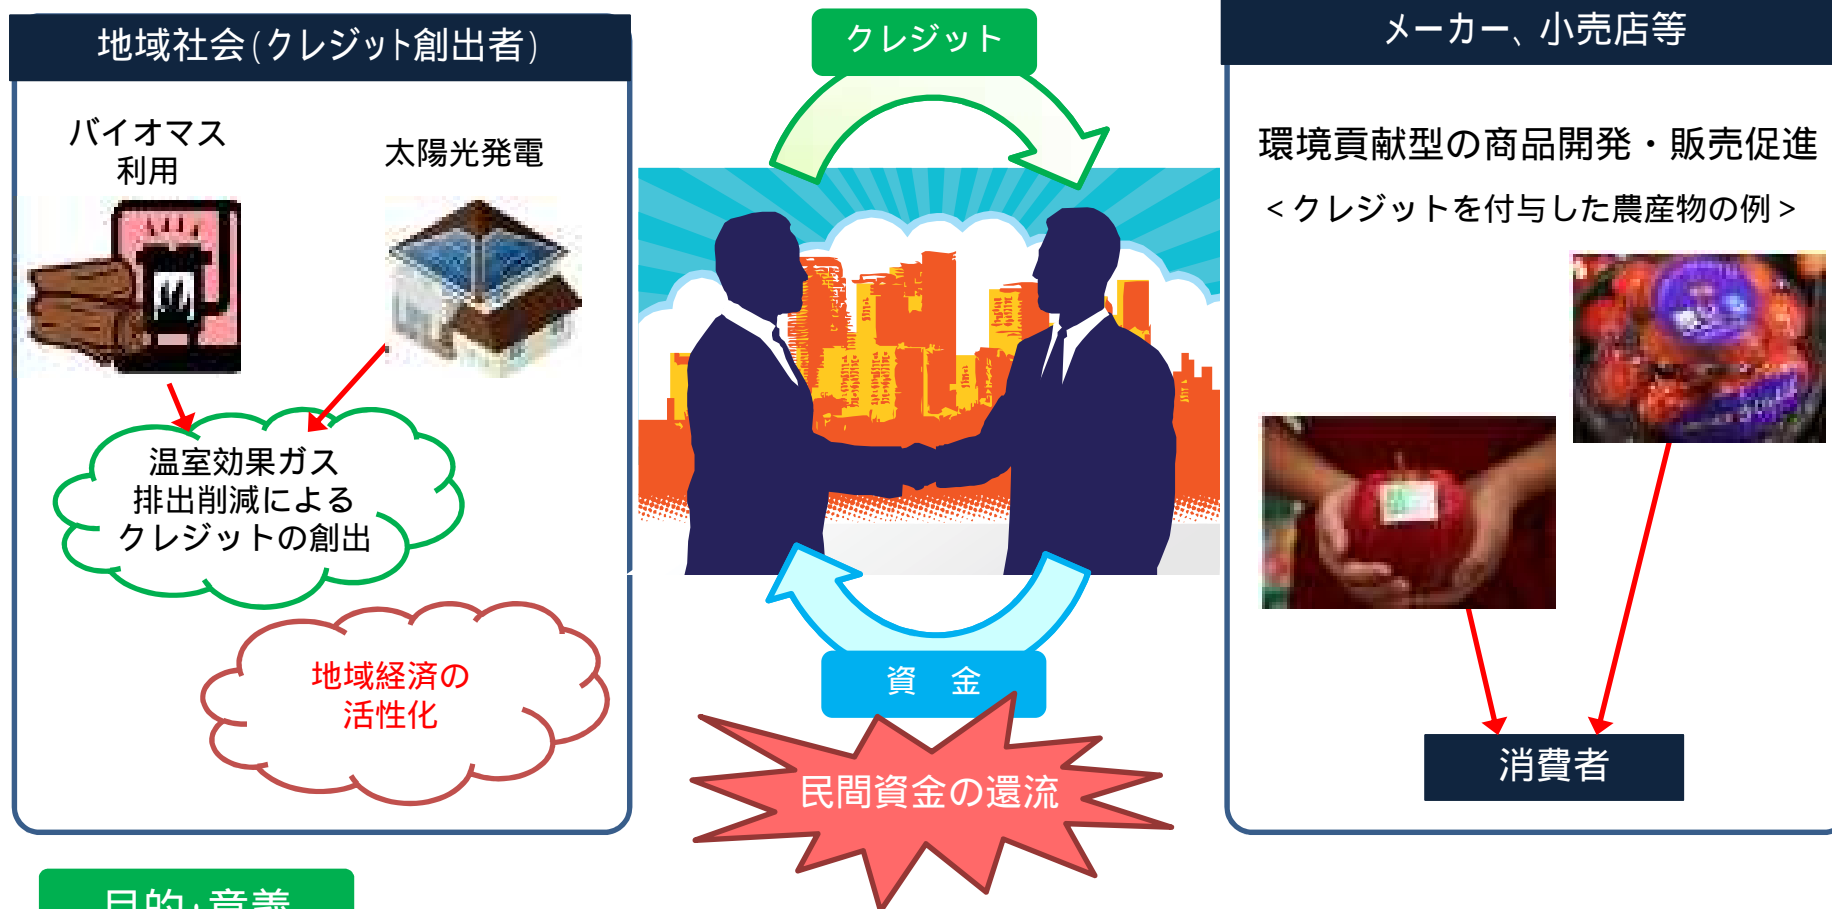 地域社会(クレジット創出者)
バイオマス
利用
太陽光発電
温室効果ガス
排出削減による
クレジットの創出
地域経済の
活性化
クレジット
資　金
民間資金の還流
メーカー、小売店等
環境貢献型の商品開発・販売促進
<クレジットを付与した農産物の例>
消費者
目的・意義